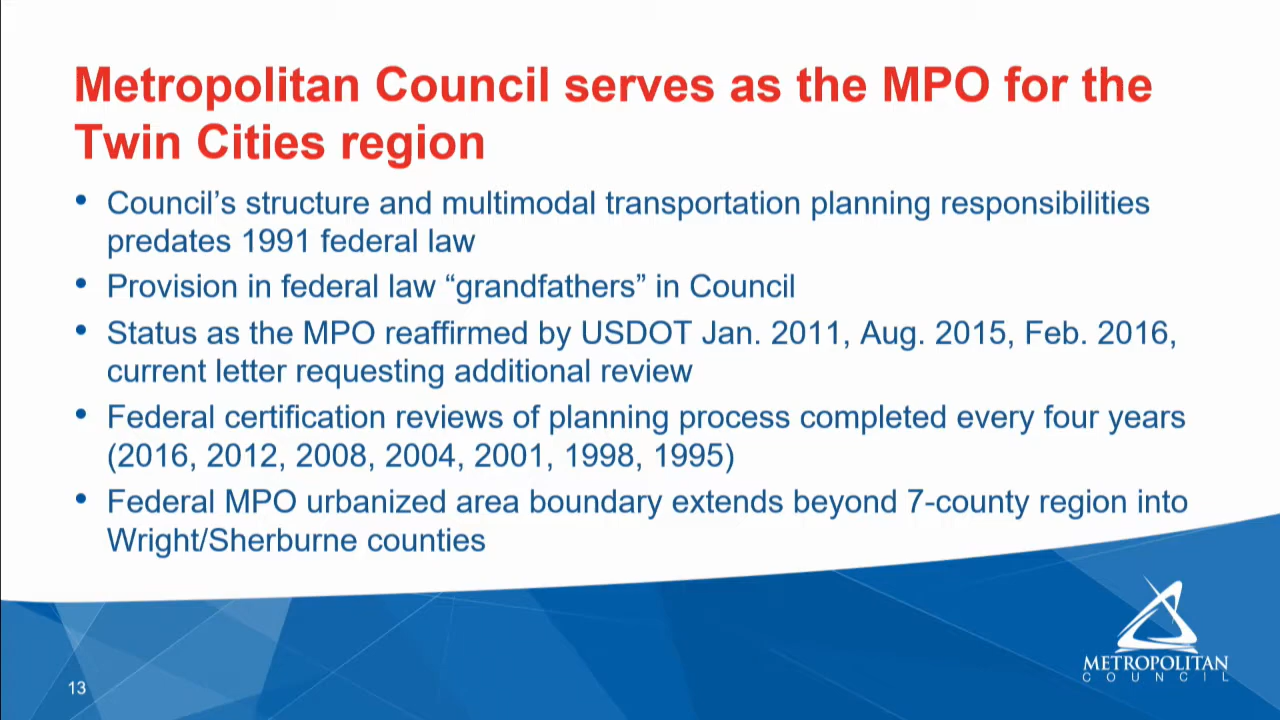 Metropolitan Council serves as the MPO for the
Twin Cities region
• Council’s structure and multimodal transportation planning responsibilities
predates 1991 federal law
• Provision in federal law “grandfathers” in Council
• Status as the MPO reaffirmed by USDOT Jan. 2011, Aug. 2015, Feb. 2016,
current letter requesting additional review
• Federal certification reviews of planning process completed every four years
(2016, 2012, 2008, 2004, 2001, 1998, 1995)
• Federal MPO urbanized area boundary extends beyond 7-county region into
Wright/Sherburne counties
METROPOLITAN
COUNCIL
13